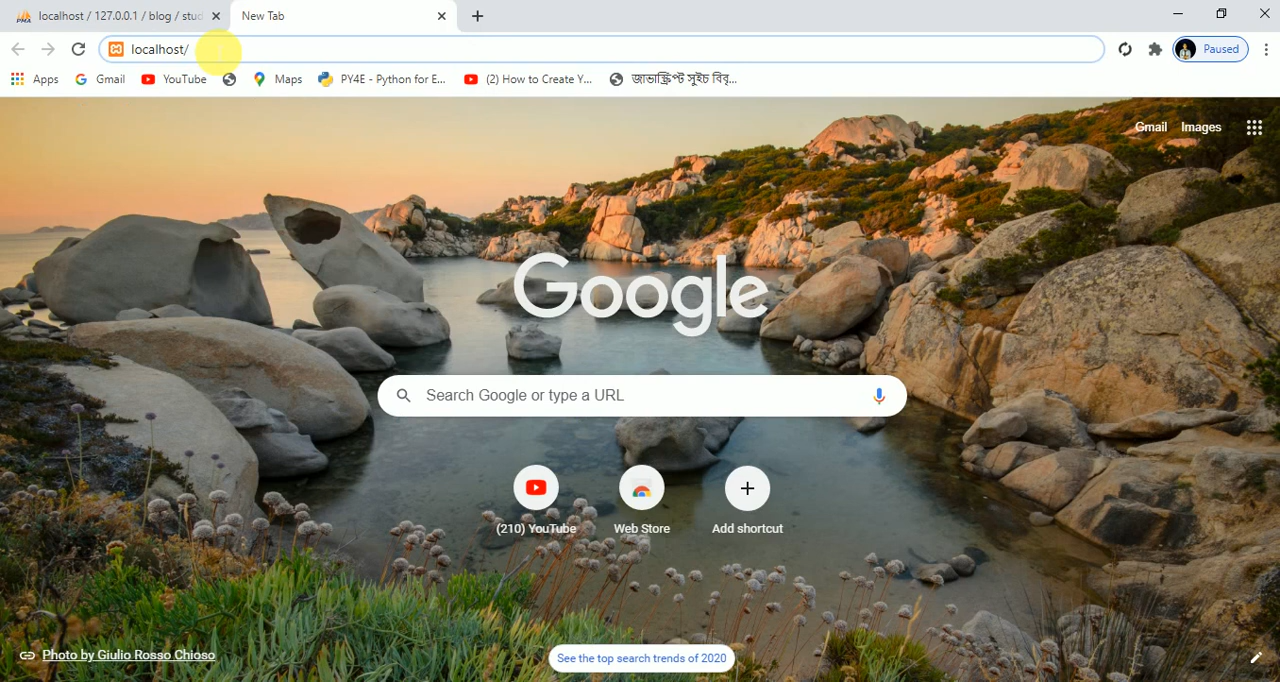 localhost / 127.0.0.1 / blog / stud
New Tab
localhost/
Paused
Apps
Gmail
YouTube
Maps
PY4E - Python for E...
(2) How to Create Y...
জাভাস্ক্রিপ্ট সুইচ বিবৃ...
Gmail
Images
Google
Search Google or type a URL
(210) YouTube
Web Store
Add shortcut
Photo by Giulio Rosso Chioso
See the top search trends of 2020